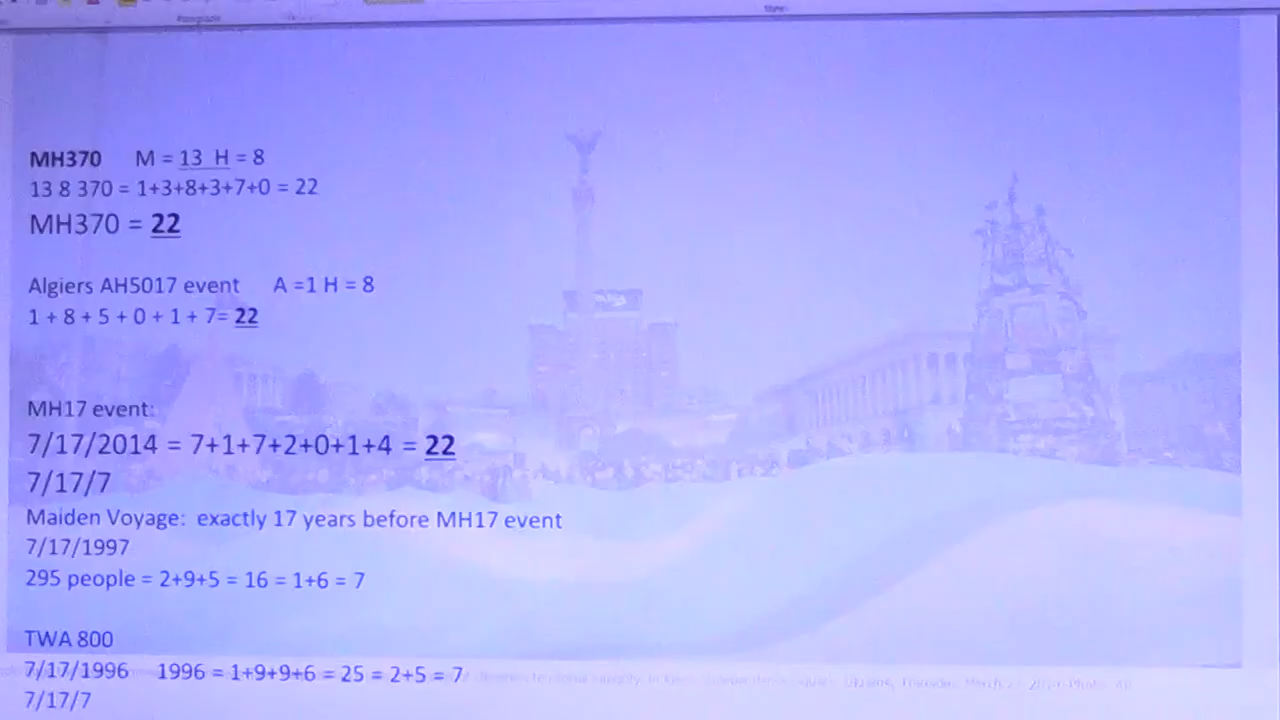 Paragraph
Styles
MH370 M = 13 H = 8
13 8 370 = 1+3+8+3+7+0 = 22
MH370 = 22
Algiers AH5017 event A =1 H = 8
1 + 8 + 5 + 0 + 1 + 7= 22
MH17 event:
7/17/2014 = 7+1+7+2+0+1+4 = 22
7/17/7
Maiden Voyage: exactly 17 years before MH17 event
7/17/1997
295 people = 2+9+5 = 16 = 1+6 = 7
TWA 800
7/17/1996 1996 = 1+9+9+6 = 25 = 2+5 = 7
7/17/7